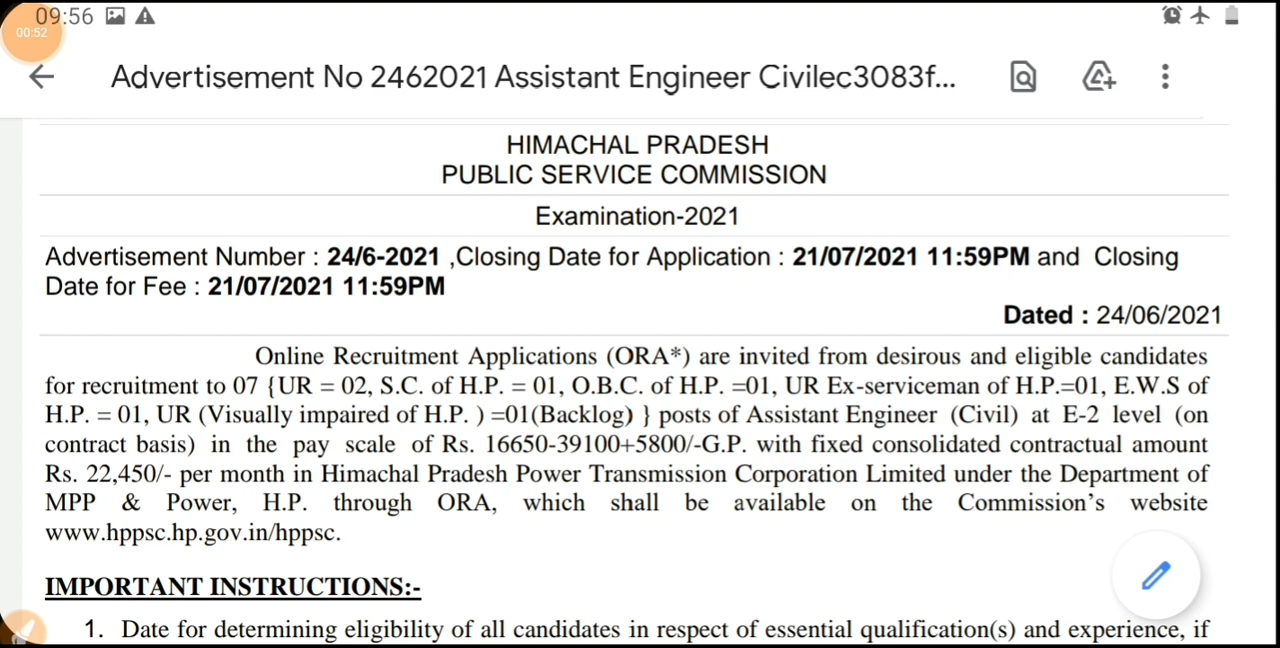 09:56
00:52
Advertisement No 2462021 Assistant Engineer Civilec3083f...
HIMACHAL PRADESH
PUBLIC SERVICE COMMISSION
Examination-2021
Advertisement Number : 24/6-2021 ,Closing Date for Application : 21/07/2021 11:59PM and Closing
Date for Fee : 21/07/2021 11:59PM
Dated : 24/06/2021
Online Recruitment Applications (ORA*) are invited from desirous and eligible candidates
for recruitment to 07 {UR = 02, S.C. of H.P. = 01, O.B.C. of H.P. =01, UR Ex-serviceman of H.P.=01, E.W.S of
H.P. = 01, UR (Visually impaired of H.P. ) =01(Backlog) } posts of Assistant Engineer (Civil) at E-2 level (on
contract basis) in the pay scale of Rs. 16650-39100+5800/-G.P. with fixed consolidated contractual amount
Rs. 22,450/- per month in Himachal Pradesh Power Transmission Corporation Limited under the Department of
MPP & Power, H.P. through ORA, which shall be available on the Commission's website
www.hppsc.hp.gov.in/hppsc.
IMPORTANT INSTRUCTIONS:-
1. Date for determining eligibility of all candidates in respect of essential qualification(s) and experience, if